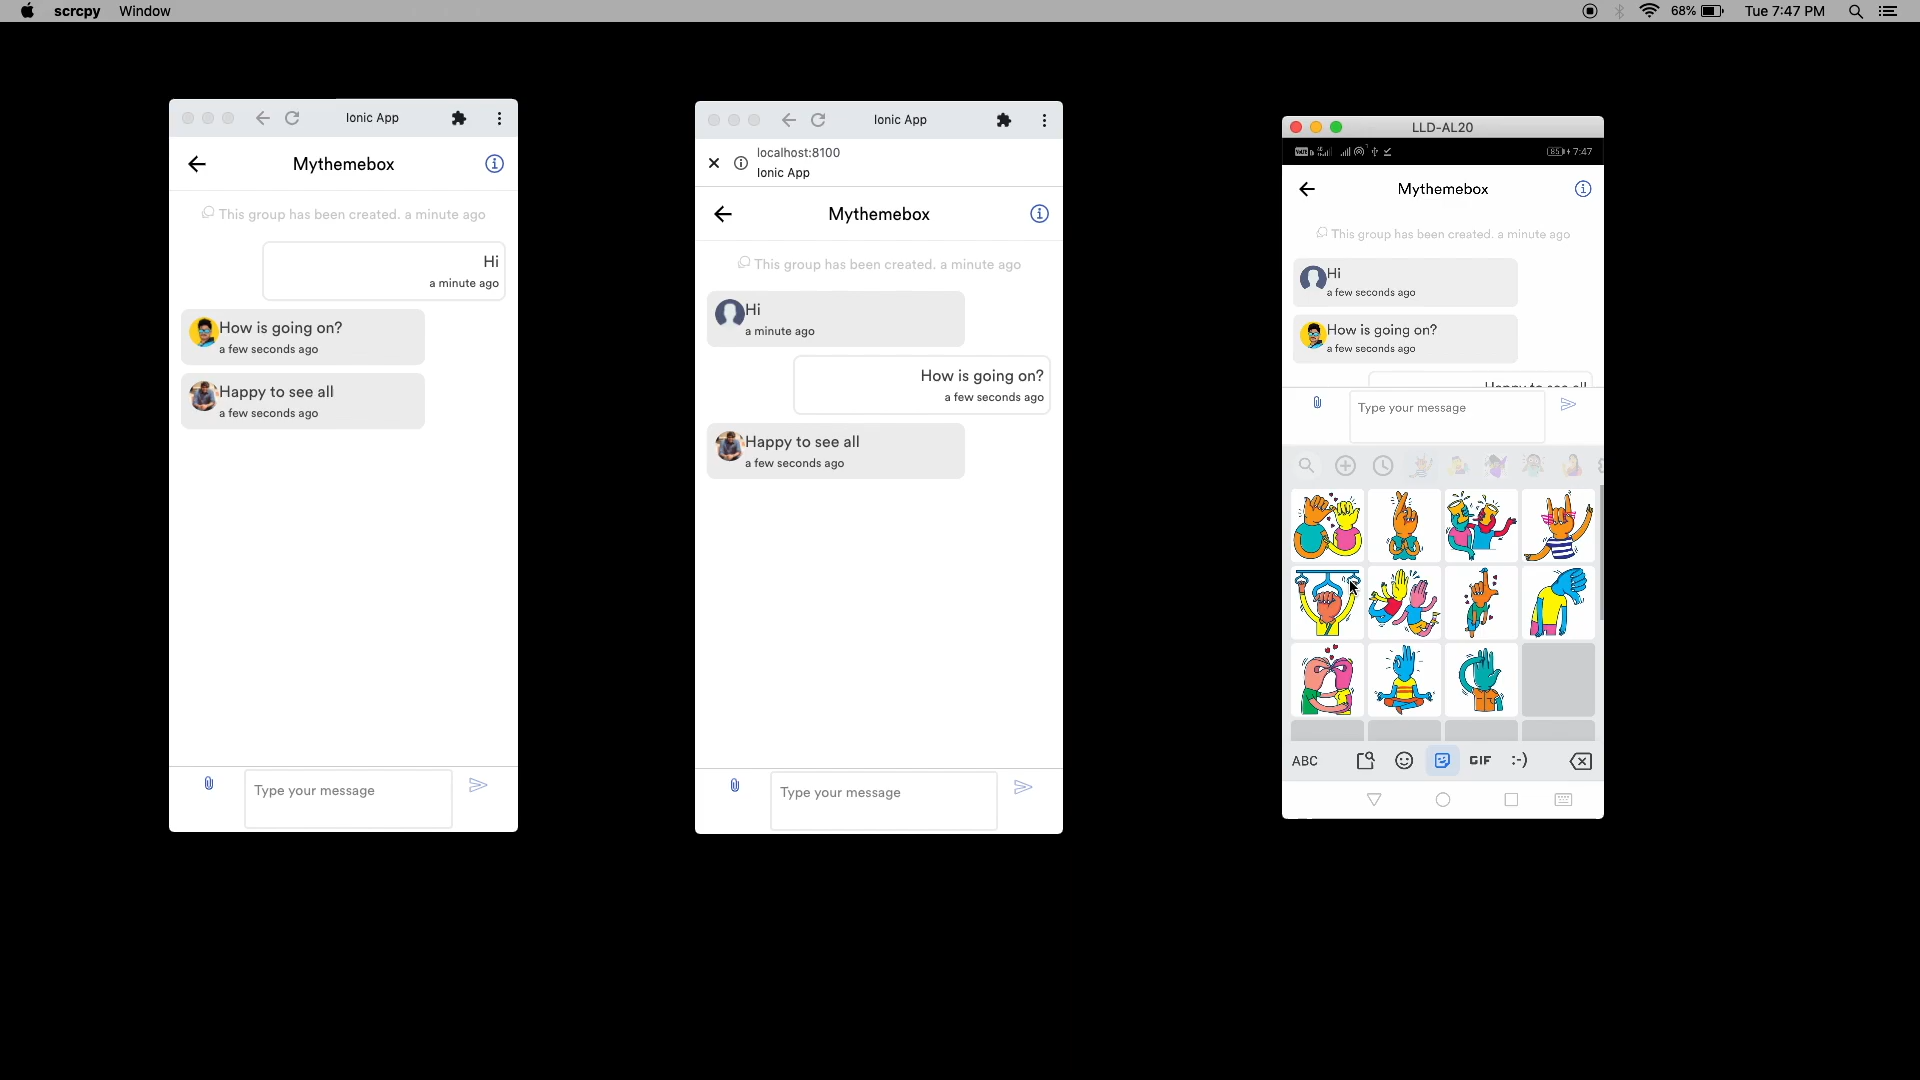 scrcpy Window 68% Tue 7:47 PM
Ionic App
Mythemebox
This group has been created. a minute ago
Hi
a minute ago
How is going on?
a few seconds ago
Happy to see all
a few seconds ago
Type your message
Ionic App
localhost:8100
Ionic App
Mythemebox
This group has been created. a minute ago
Hi
a minute ago
How is going on?
a few seconds ago
Happy to see all
a few seconds ago
Type your message
LLD-AL20
85 7:47
Mythemebox
This group has been created. a minute ago
Hi
a few seconds ago
How is going on?
a few seconds ago
Happy to see all
Type your message
ABC GIF :-)